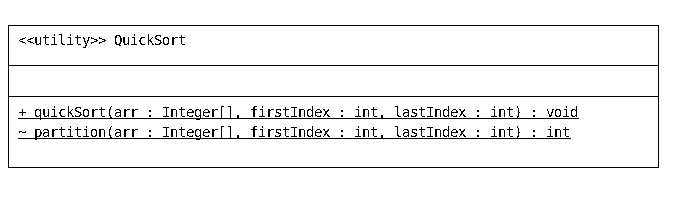 <<utility>> QuickSort
+ quickSort(arr : Integer[], firstIndex : int, lastIndex : int) : void
~ partition(arr : Integer[], firstIndex : int, lastIndex : int) : int